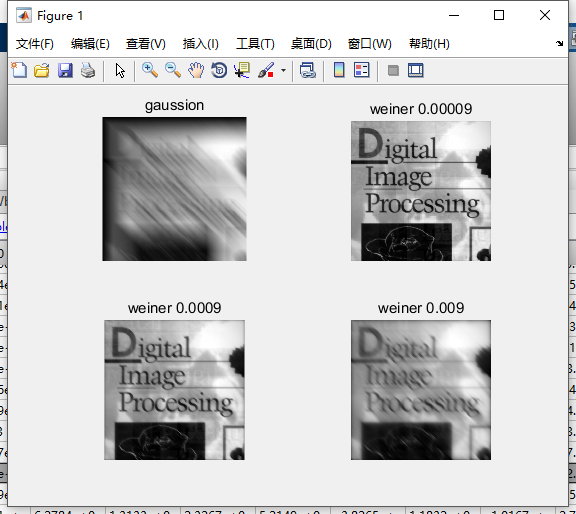 Figure 1
文件(F) 编辑(E) 查看(V) 插入(I) 工具(T) 桌面(D) 窗口(W) 帮助(H)
gaussion
weiner 0.00009
Digital
Image
Processing
weiner 0.0009
weiner 0.009
Digital
Image
Processing
Digital
Image
Processing